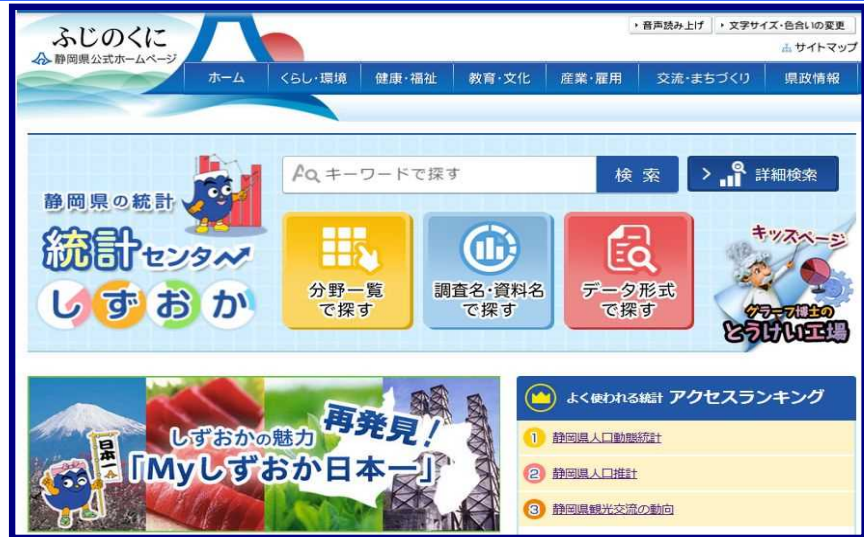 ふじのくに
静岡県公式ホームページ
音声読み上げ
文字サイズ・色合いの変更
サイトマップ
ホーム
くらし・環境
健康・福祉
教育・文化
産業・雇用
交流・まちづくり
県政情報
静岡県の統計
統計センター
しずおか
キーワードで探す
検索
詳細検索
分野一覧
で探す
調査名・資料名
で探す
データ形式
で探す
キッズページ
グラーフ博士の
とうけい工場
日本一
しずおかの魅力
再発見!
「Myしずおか日本一」
よく使われる統計 アクセスランキング
1 静岡県人口動態統計
2 静岡県人口推計
3 静岡県観光交流の動向